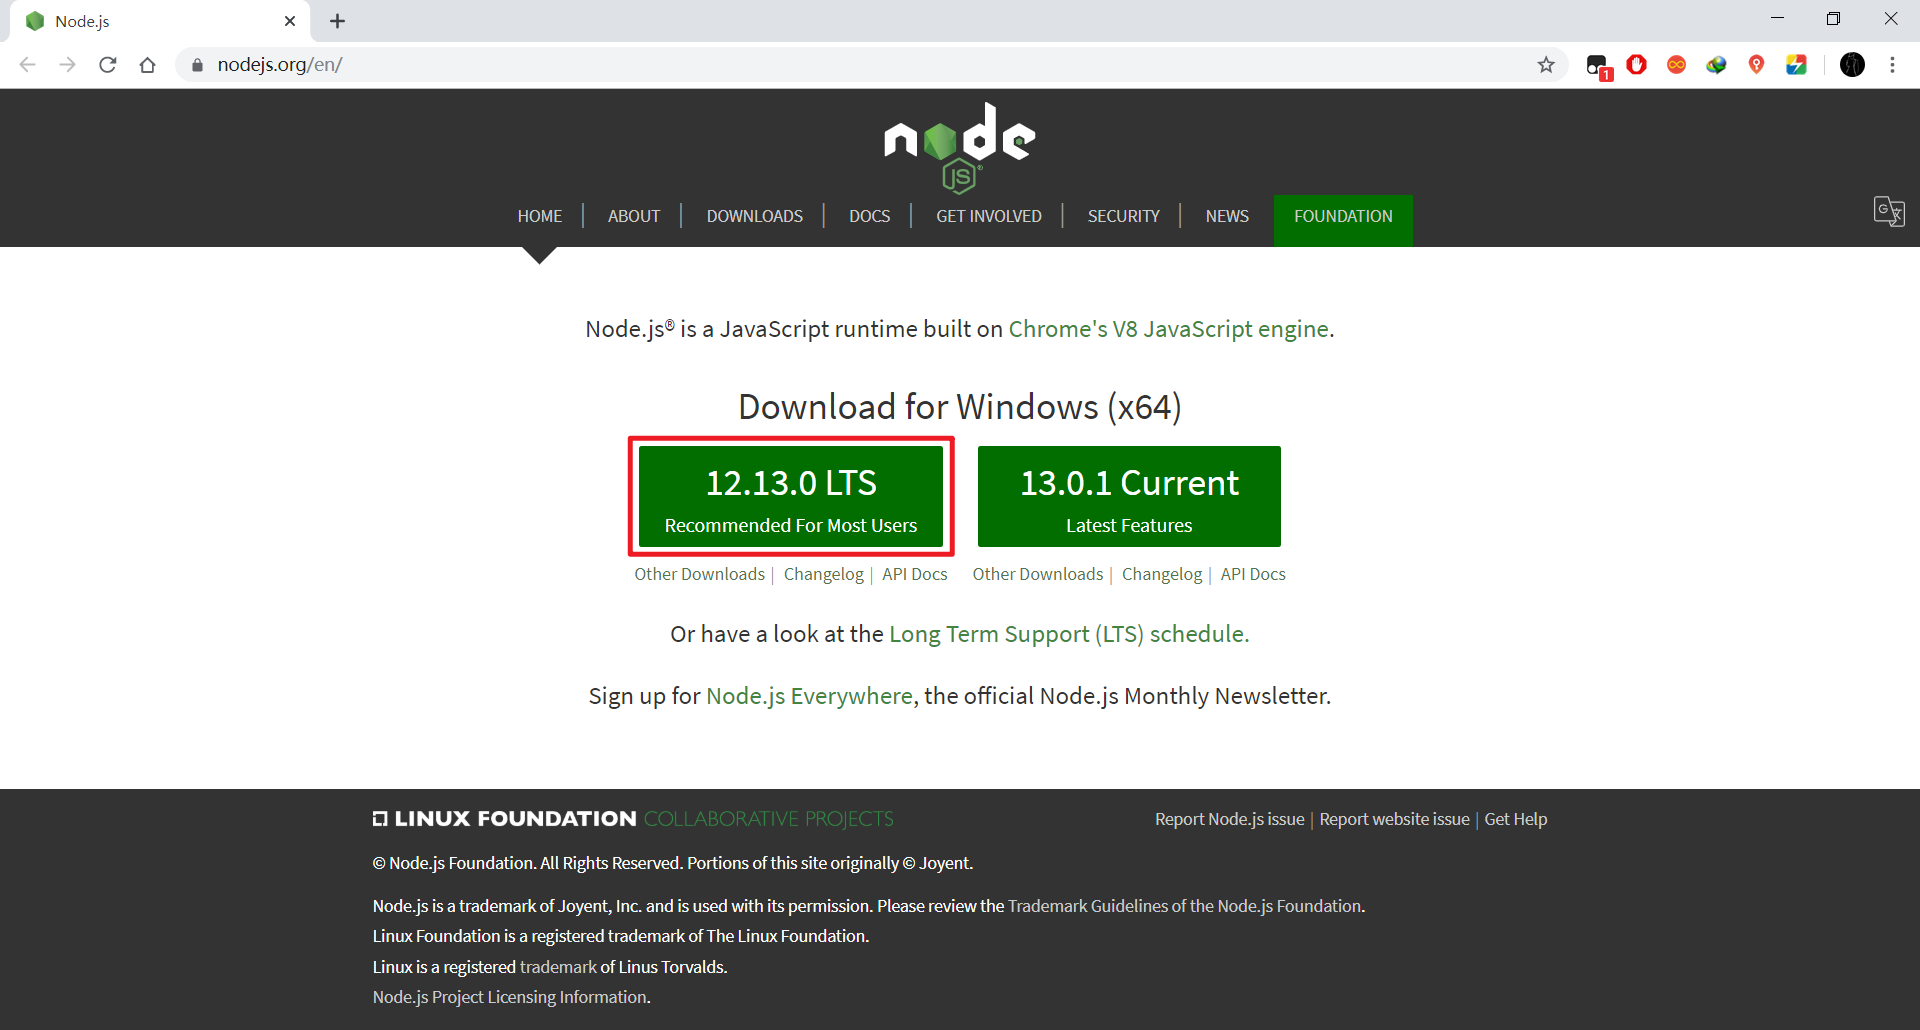 Node.js
nodejs.org/en/
1
node
JS®
HOME | ABOUT | DOWNLOADS | DOCS | GET INVOLVED | SECURITY | NEWS FOUNDATION
Node.js® is a JavaScript runtime built on Chrome's V8 JavaScript engine.
Download for Windows (x64)
12.13.0 LTS
Recommended For Most Users
13.0.1 Current
Latest Features
Other Downloads | Changelog | API Docs
Other Downloads | Changelog | API Docs
Or have a look at the Long Term Support (LTS) schedule.
Sign up for Node.js Everywhere, the official Node.js Monthly Newsletter.
LINUX FOUNDATION COLLABORATIVE PROJECTS
Report Node.js issue | Report website issue | Get Help
© Node.js Foundation. All Rights Reserved. Portions of this site originally © Joyent.
Node.js is a trademark of Joyent, Inc. and is used with its permission. Please review the Trademark Guidelines of the Node.js Foundation.
Linux Foundation is a registered trademark of The Linux Foundation.
Linux is a registered trademark of Linus Torvalds.
Node.js Project Licensing Information.